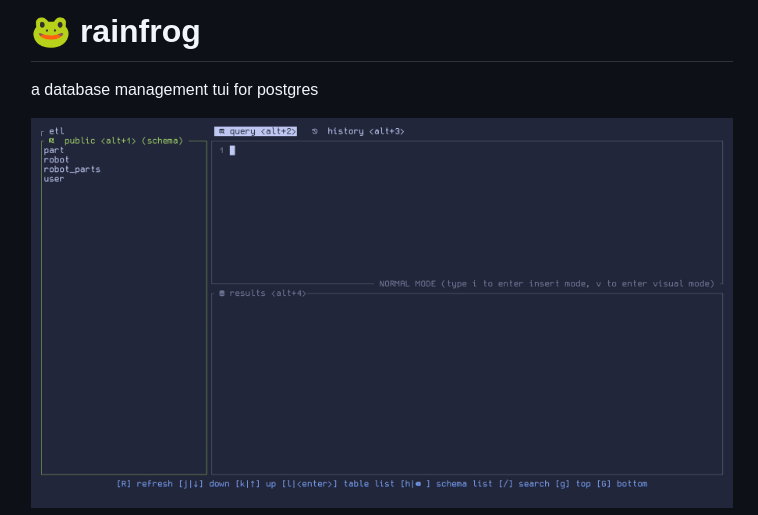 rainfrog
a database management tui for postgres
etl
query <alt+2> history <alt+3>
public <alt+1> (schema)
part
robot
robot_parts
user
1
NORMAL MODE (type i to enter insert mode, v to enter visual mode)
results <alt+4>
[R] refresh [j|↓] down [k|↑] up [l|<enter>] table list [h| ] schema list [/] search [g] top [G] bottom